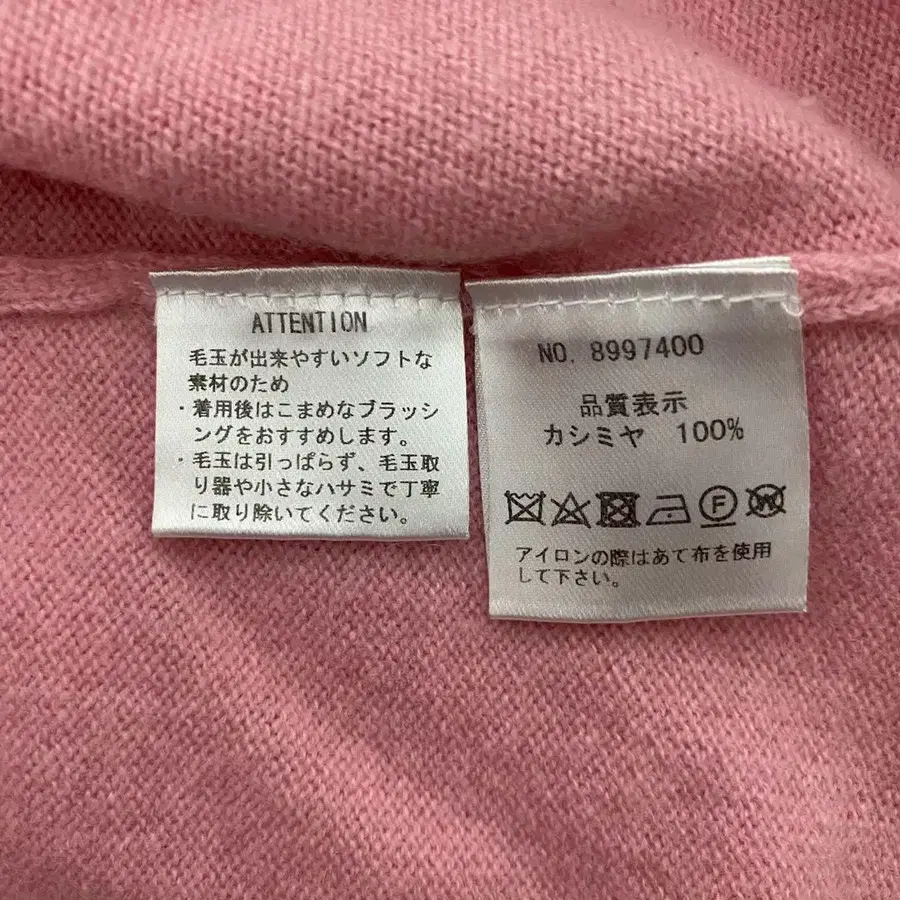 ATTENTION
毛玉が出来やすいソフトな
素材のため
・着用後はこまめなブラッシ
ングをおすすめします。
・毛玉は引っぱらず、毛玉取
り器や小さなハサミで丁寧
に取り除いてください。
NO. 8997400
品質表示
カシミヤ 100%
F W
アイロンの際はあて布を使用
して下さい。